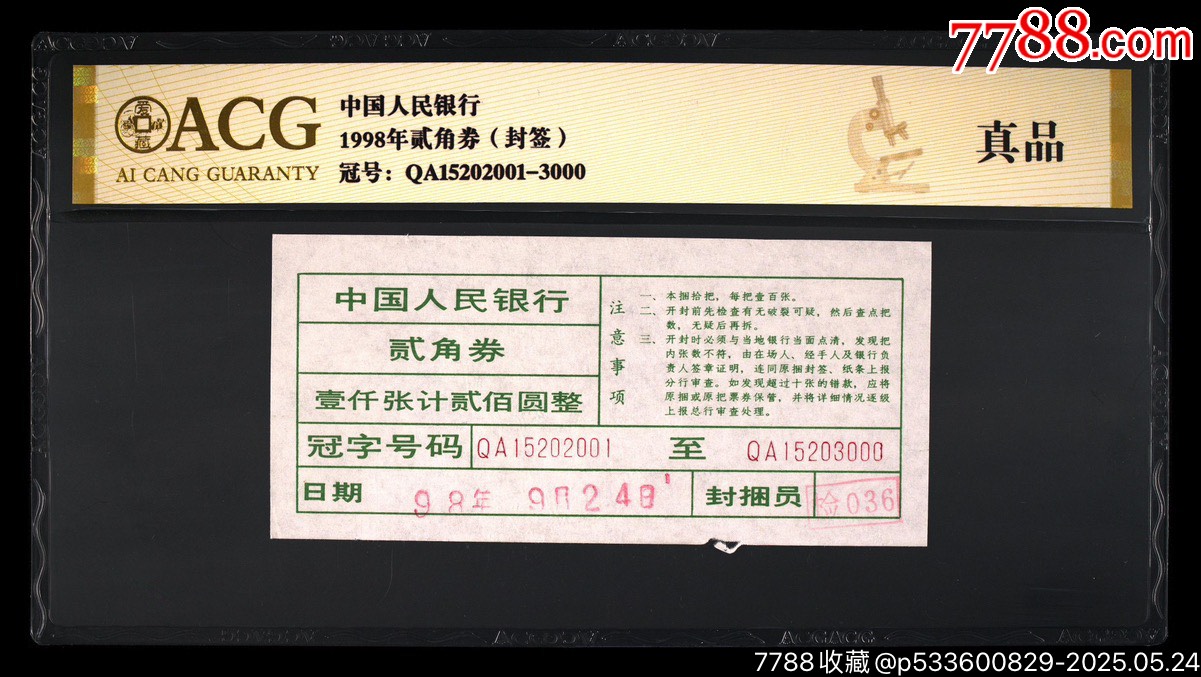 7788.com
爱藏
ACG
AI CANG GUARANTY
中国人民银行
1998年贰角券（封签）
冠号：QA15202001-3000
真品
中国人民银行
贰角券
壹仟张计贰佰圆整
注意事项
一、本捆拾把，每把壹百张。
二、开封前先检查有无破裂可疑，然后查点把
数，无疑后再拆。
三、开封时必须与当地银行当面点清，发现把
内张数不符，由在场人、经手人及银行负
责人签章证明，连同原捆封签、纸条上报
分行审查。如发现超过十张的错款，应将
原捆或原把票券保管，并将详细情况逐级
上报总行审查处理。
冠字号码 QA15202001 至 QA15203000
日期 98年 9月24日 封捆员 检036
7788收藏@p533600829-2025.05.24